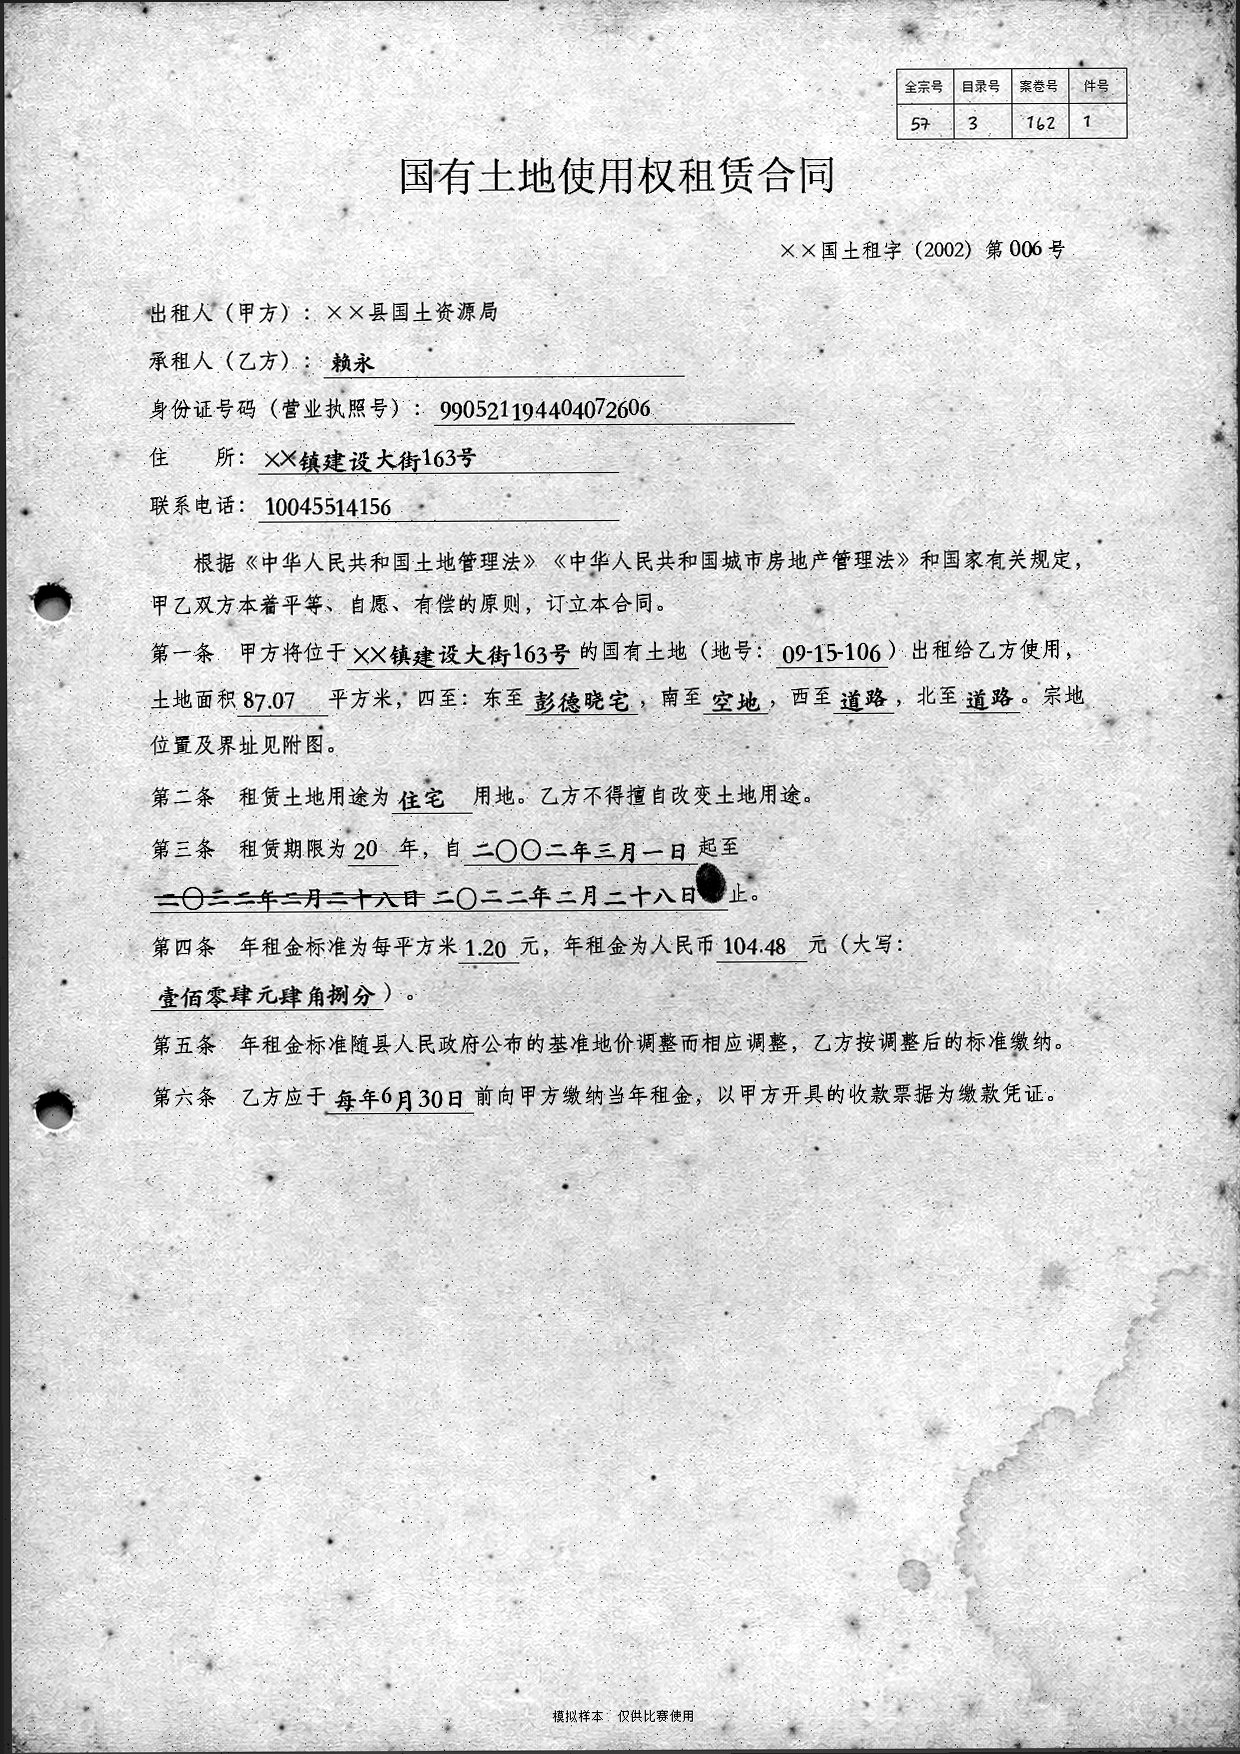 全宗号 目录号 案卷号 件号
57 3 162 1
国有土地使用权租赁合同
××国土租字（2002）第006号
出租人（甲方）：××县国土资源局
承租人（乙方）：赖永
身份证号码（营业执照号）：990521194404072606
住　　所：××镇建设大街163号
联系电话：10045514156
根据《中华人民共和国土地管理法》《中华人民共和国城市房地产管理法》和国家有关规定，
甲乙双方本着平等、自愿、有偿的原则，订立本合同。
第一条　甲方将位于××镇建设大街163号的国有土地（地号：09-15-106）出租给乙方使用，
土地面积87.07平方米，四至：东至彭德晓宅，南至空地，西至道路，北至道路。宗地
位置及界址见附图。
第二条　租赁土地用途为住宅用地。乙方不得擅自改变土地用途。
第三条　租赁期限为20年，自二〇〇二年三月一日起至
二〇二二年二月二十八日 二〇二二年二月二十八日止。
第四条　年租金标准为每平方米1.20元，年租金为人民币104.48元（大写：
壹佰零肆元肆角捌分）。
第五条　年租金标准随县人民政府公布的基准地价调整而相应调整，乙方按调整后的标准缴纳。
第六条　乙方应于每年6月30日前向甲方缴纳当年租金，以甲方开具的收款票据为缴款凭证。
模拟样本：仅供比赛使用